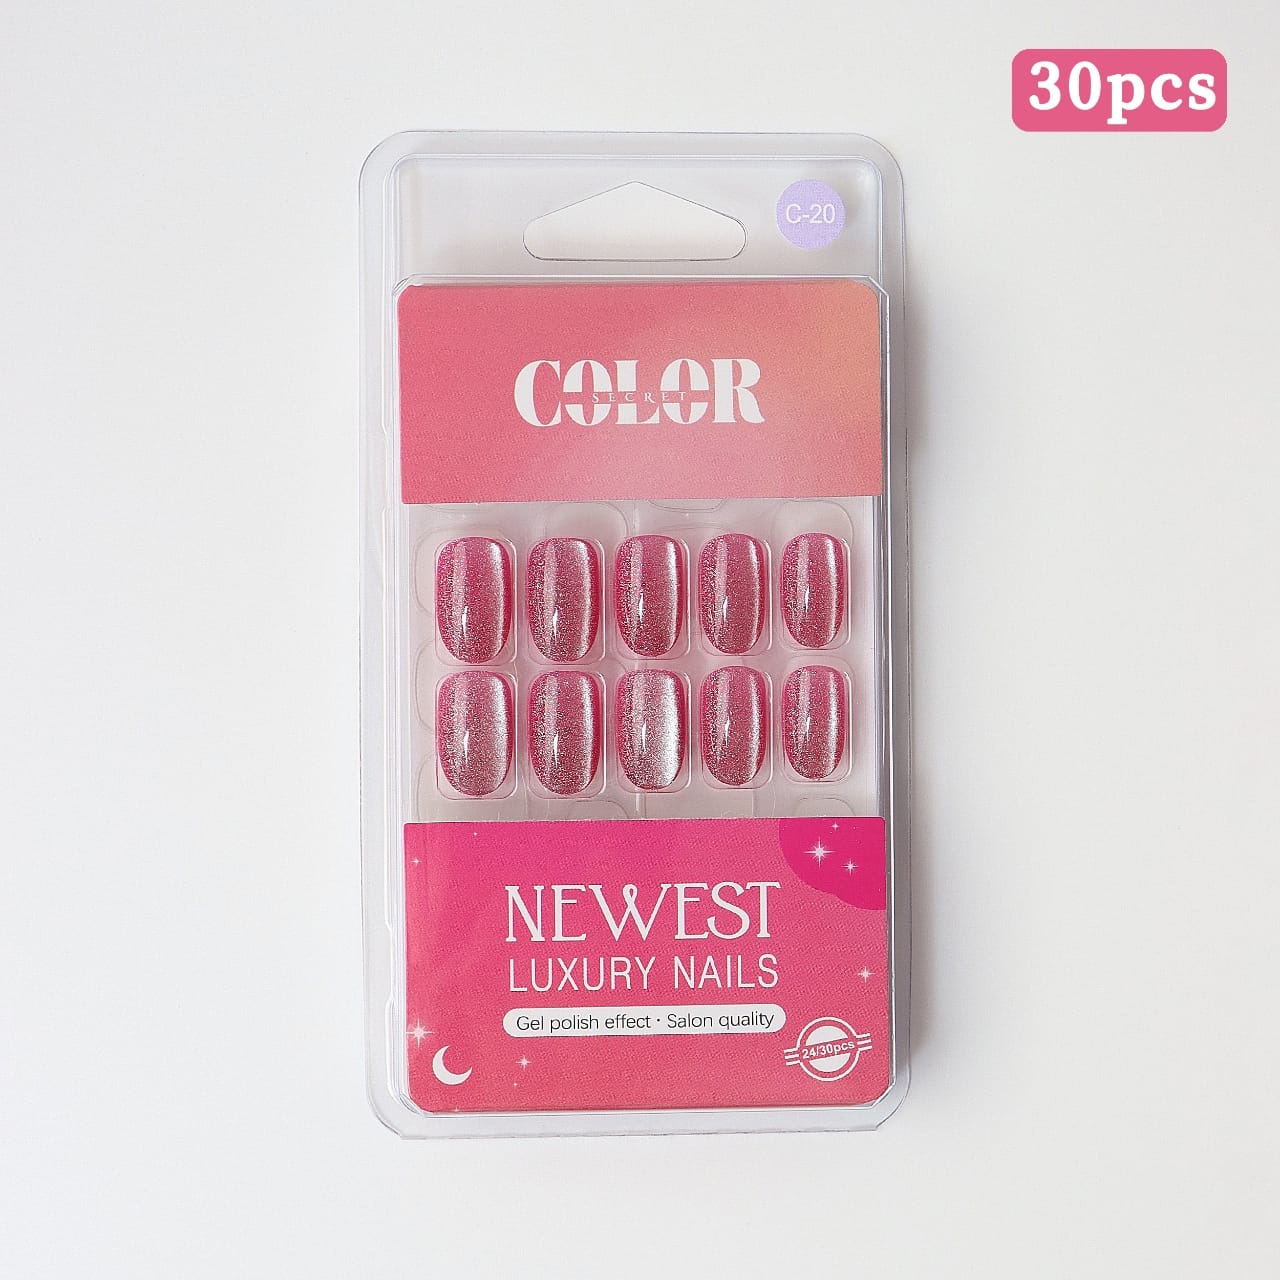 30pcs
C-20
COLOR
SECRET
NEWEST
LUXURY NAILS
Gel polish effect · Salon quality
24/30pcs